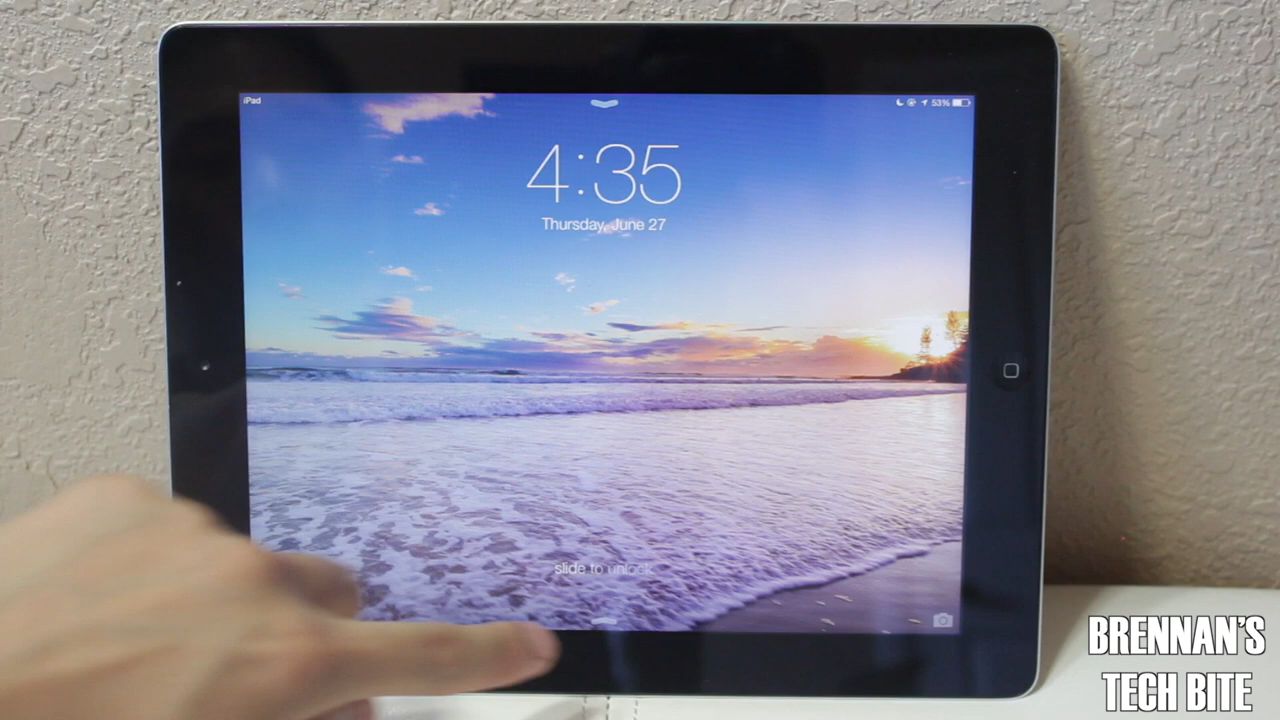 iPad
53%
4:35
Thursday, June 27
slide to unlock
BRENNAN'S
TECH BITE